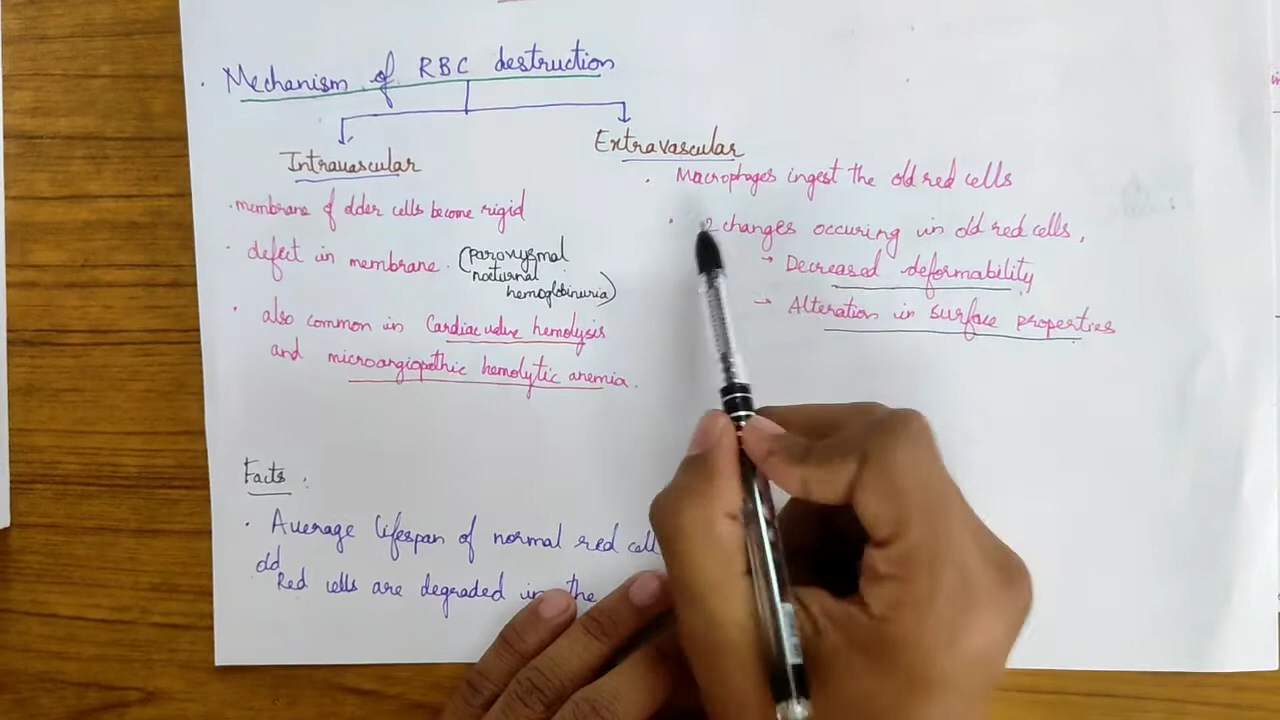 . Mechanism of RBC destruction
Intravascular
. membrane of older cells become rigid
. defect in membrane. (paroxysmal
nocturnal
hemoglobinuria)
. also common in Cardiac valve hemolysis
and microangiopathic hemolytic anemia.
Extravascular
. Macrophages ingest the old red cells
. 2 changes occuring in old red cells,
→ Decreased deformability
→ Alteration in surface properties
Facts :
. Average lifespan of normal red cell
old
Red cells are degraded in the